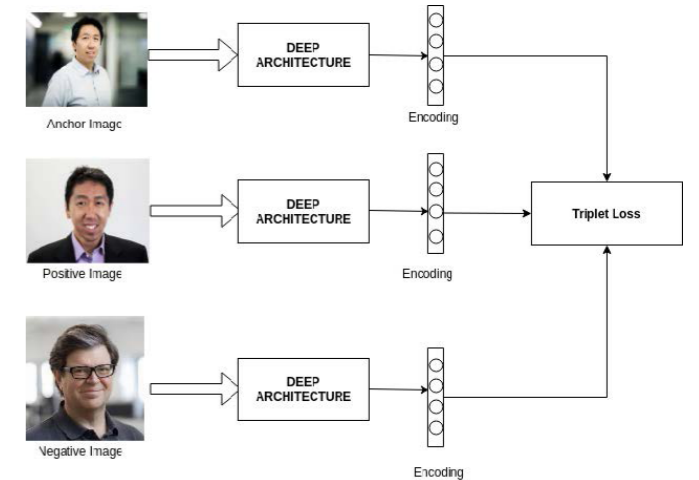 DEEP
ARCHITECTURE
Encoding
Anchor Image
DEEP
ARCHITECTURE
Triplet Loss
Positive Image
Encoding
DEEP
ARCHITECTURE
Negative Image
Encoding